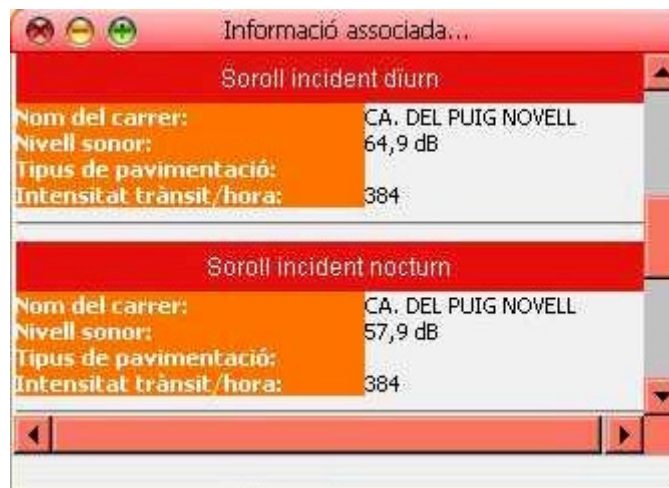 Informació associada...
Soroll incident diurn
Nom del carrer: CA. DEL PUIG NOVELL
Nivell sonor: 64,9 dB
Tipus de pavimentació:
Intensitat trànsit/hora: 384
Soroll incident nocturn
Nom del carrer: CA. DEL PUIG NOVELL
Nivell sonor: 57,9 dB
Tipus de pavimentació:
Intensitat trànsit/hora: 384